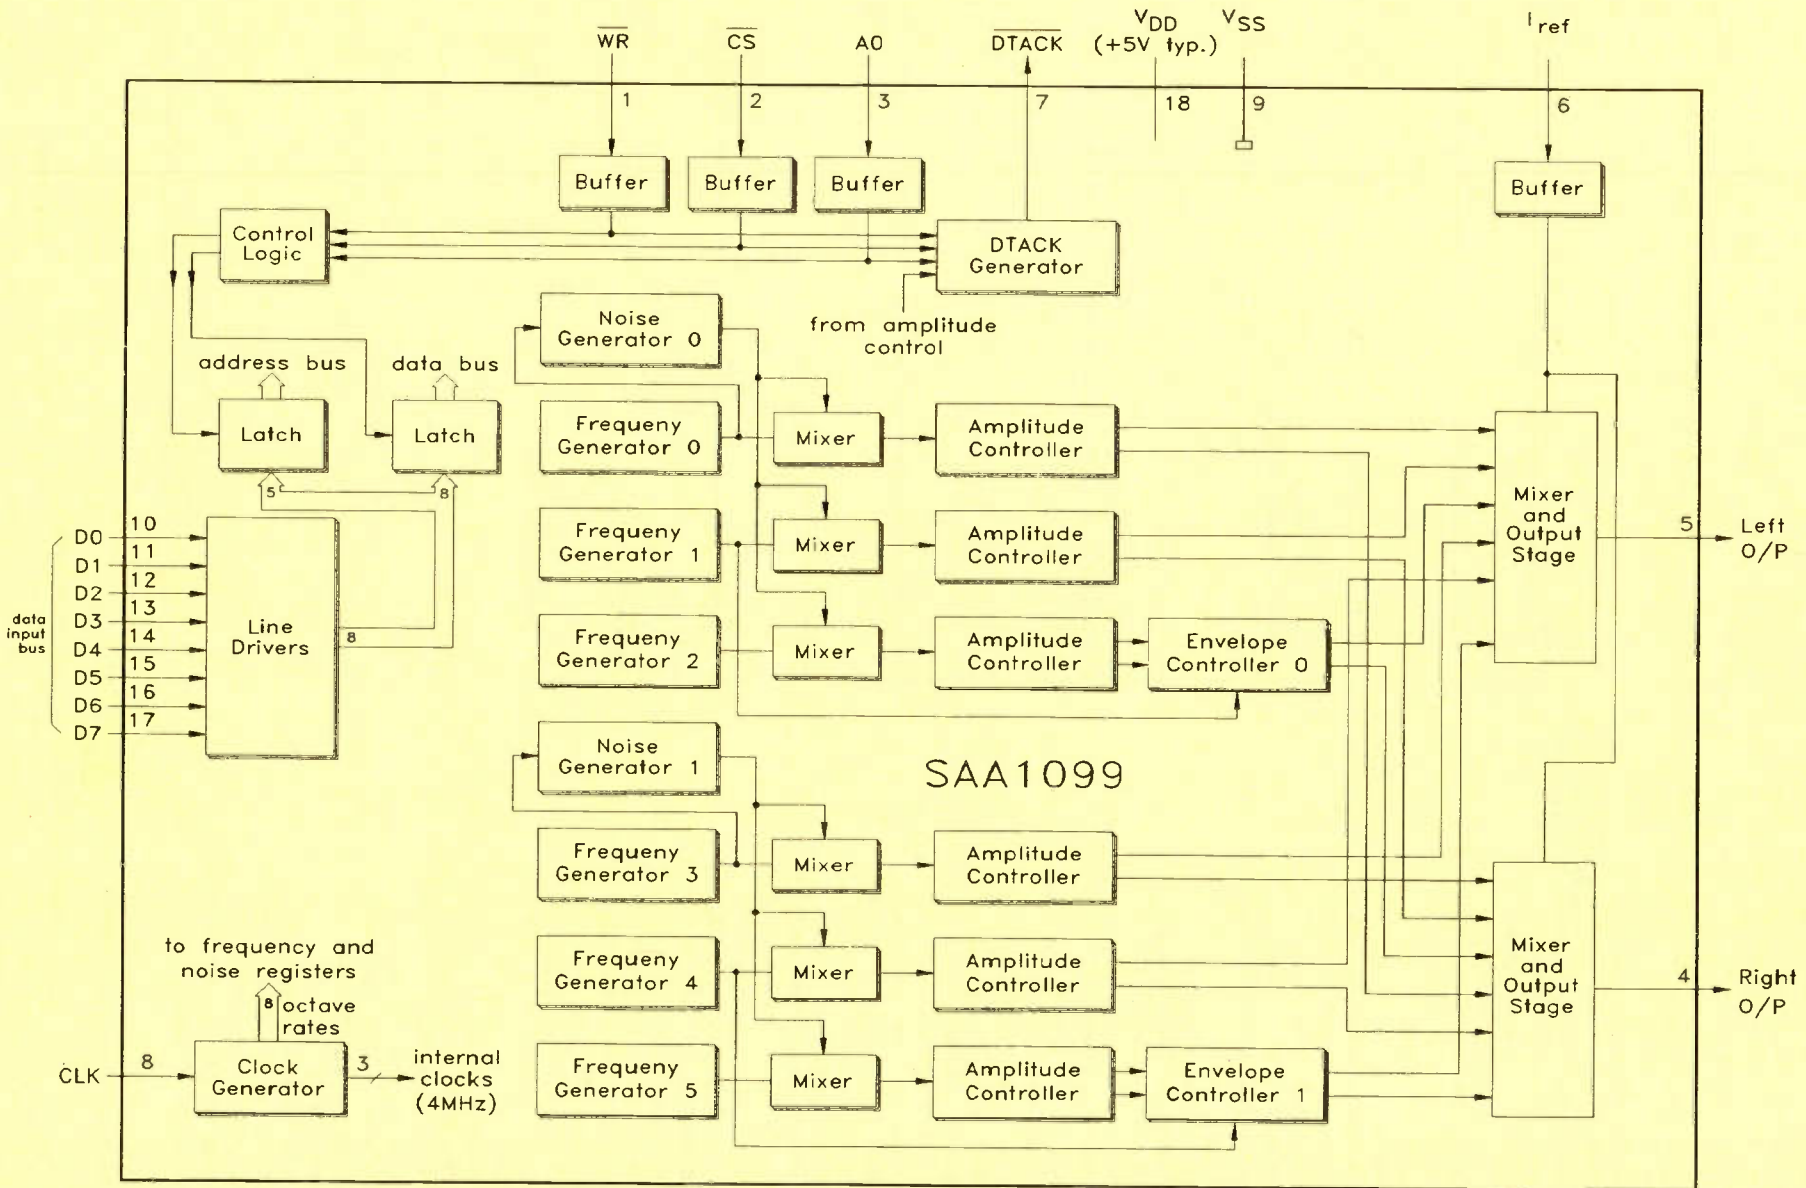 WR
CS
A0
DTACK
VDD
(+5V typ.)
VSS
Iref
1
2
3
7
18
9
6
Buffer
Buffer
Buffer
Buffer
Control
Logic
DTACK
Generator
from amplitude
control
Noise
Generator 0
address bus
data bus
Latch
Latch
5
8
Frequeny
Generator 0
Mixer
Amplitude
Controller
Frequeny
Generator 1
Mixer
Amplitude
Controller
Frequeny
Generator 2
Mixer
Amplitude
Controller
Envelope
Controller 0
Mixer
and
Output
Stage
5
Left
O/P
data
input
bus
D0
D1
D2
D3
D4
D5
D6
D7
10
11
12
13
14
15
16
17
Line
Drivers
8
Noise
Generator 1
SAA1099
Frequeny
Generator 3
Mixer
Amplitude
Controller
Frequeny
Generator 4
Mixer
Amplitude
Controller
Frequeny
Generator 5
Mixer
Amplitude
Controller
Envelope
Controller 1
Mixer
and
Output
Stage
4
Right
O/P
to frequency and
noise registers
8
octave
rates
CLK
8
Clock
Generator
3
internal
clocks
(4MHz)